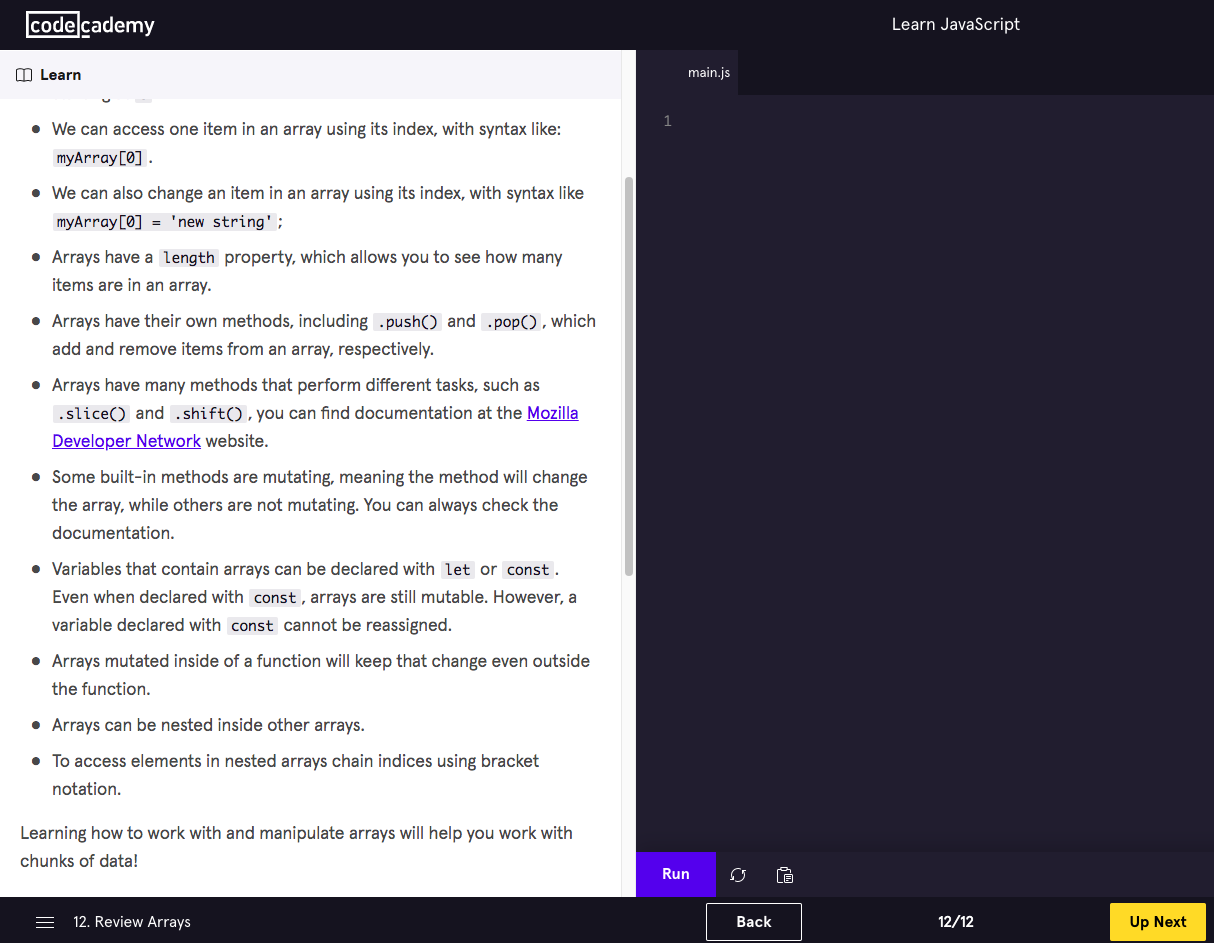 codecademy
Learn JavaScript
Learn
We can access one item in an array using its index, with syntax like:
myArray[0].
We can also change an item in an array using its index, with syntax like
myArray[0] = 'new string';
Arrays have a length property, which allows you to see how many
items are in an array.
Arrays have their own methods, including .push() and .pop(), which
add and remove items from an array, respectively.
Arrays have many methods that perform different tasks, such as
.slice() and .shift(), you can find documentation at the Mozilla
Developer Network website.
Some built-in methods are mutating, meaning the method will change
the array, while others are not mutating. You can always check the
documentation.
Variables that contain arrays can be declared with let or const.
Even when declared with const, arrays are still mutable. However, a
variable declared with const cannot be reassigned.
Arrays mutated inside of a function will keep that change even outside
the function.
Arrays can be nested inside other arrays.
To access elements in nested arrays chain indices using bracket
notation.
Learning how to work with and manipulate arrays will help you work with
chunks of data!
main.js
1
Run
12. Review Arrays
Back
12/12
Up Next